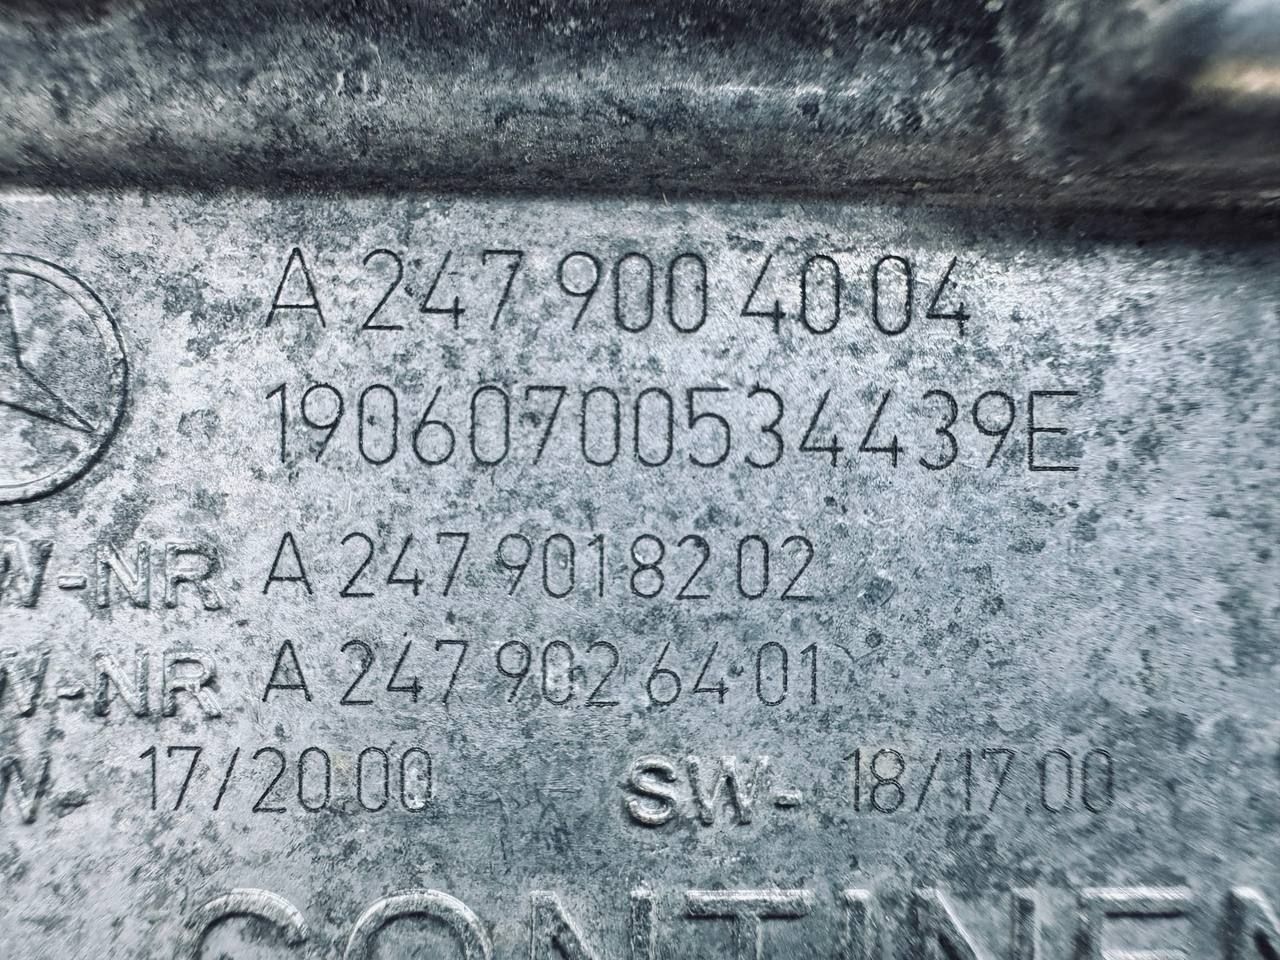 A 247 900 40 04
19060700534439E
W-NR A 247 901 82 02
W-NR A 247 902 64 01
W- 17/20.00 SW- 18/17.00
CONTINEN